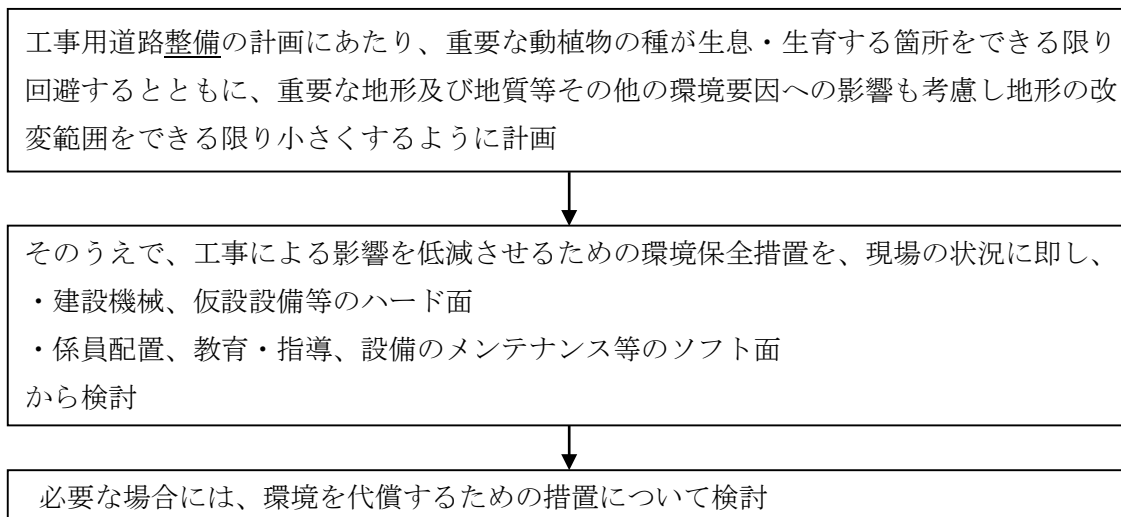 工事用道路整備の計画にあたり、重要な動植物の種が生息・生育する箇所をできる限り
回避するとともに、重要な地形及び地質等その他の環境要因への影響も考慮し地形の改
変範囲をできる限り小さくするように計画
そのうえで、工事による影響を低減させるための環境保全措置を、現場の状況に即し、
・建設機械、仮設設備等のハード面
・係員配置、教育・指導、設備のメンテナンス等のソフト面
から検討
必要な場合には、環境を代償するための措置について検討